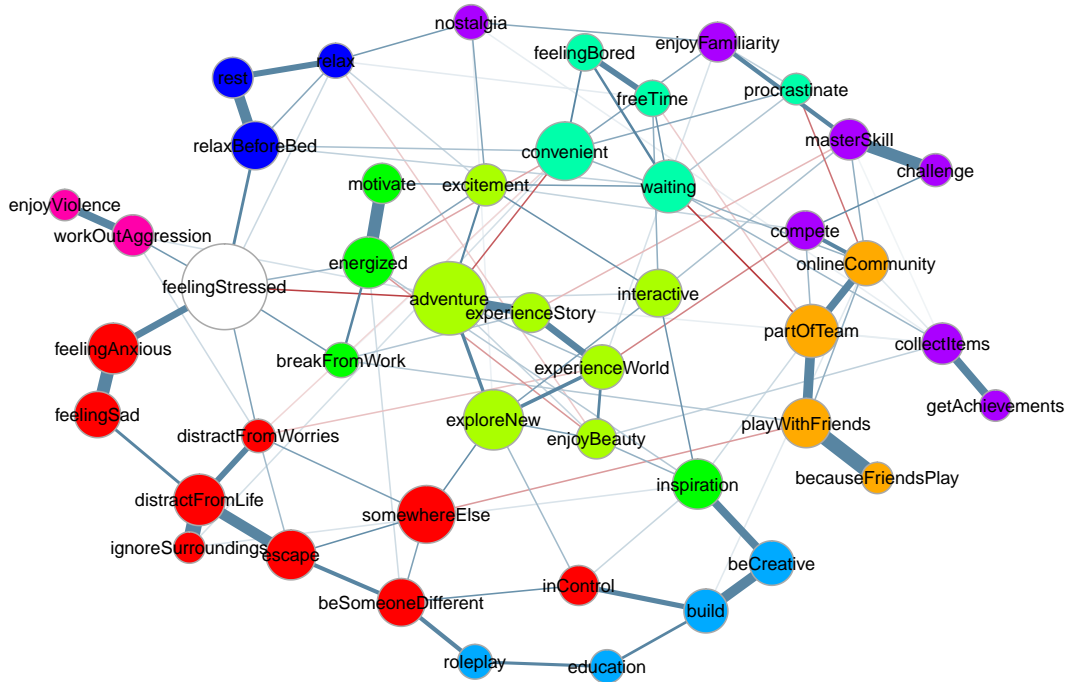 nostalgia
feelingBored
enjoyFamiliarity
relax
rest
freeTime
procrastinate
relaxBeforeBed
convenient
masterSkill
challenge
motivate
excitement
waiting
enjoyViolence
workOutAggression
compete
feelingStressed
energized
onlineCommunity
adventure
experienceStory
interactive
partOfTeam
collectItems
feelingAnxious
breakFromWork
experienceWorld
getAchievements
feelingSad
distractFromWorries
exploreNew
enjoyBeauty
playWithFriends
becauseFriendsPlay
distractFromLife
somewhereElse
inspiration
ignoreSurroundings
escape
beSomeoneDifferent
inControl
beCreative
build
roleplay
education